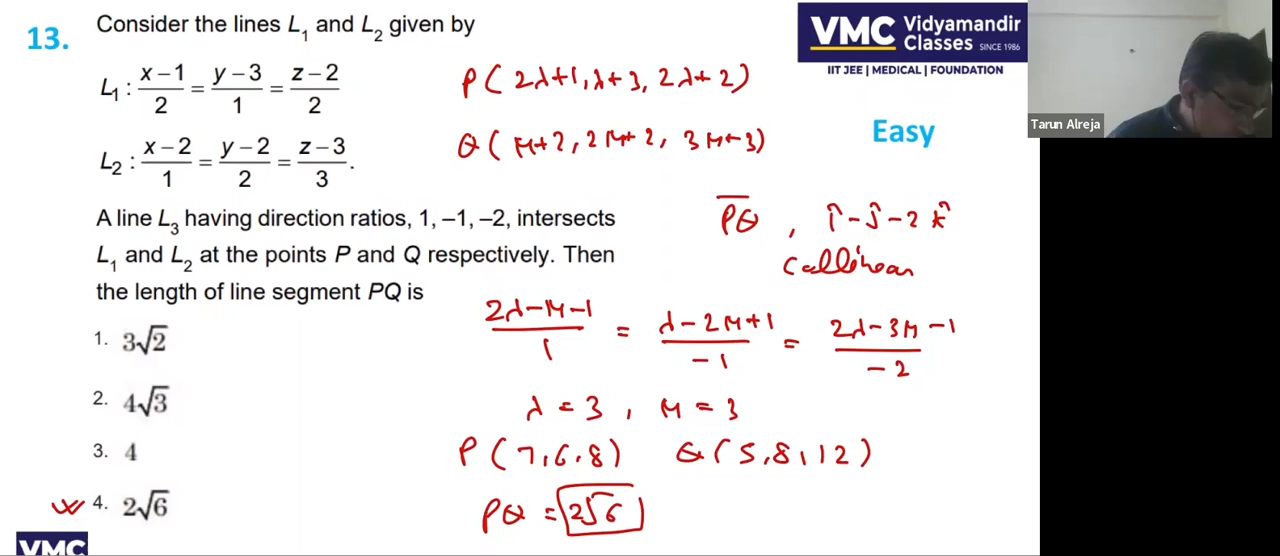 13. Consider the lines L₁ and L₂ given by
L₁ : (x – 1)/2 = (y – 3)/1 = (z – 2)/2
L₂ : (x – 2)/1 = (y – 2)/2 = (z – 3)/3.
A line L₃ having direction ratios, 1, –1, –2, intersects
L₁ and L₂ at the points P and Q respectively. Then
the length of line segment PQ is
1. 3√2
2. 4√3
3. 4
4. 2√6
VMC
VMC Vidyamandir
Classes SINCE 1986
IIT JEE | MEDICAL | FOUNDATION
Easy
Tarun Alreja
P ( 2λ+1, λ+3, 2λ+2 )
Q ( μ+2, 2μ+2, 3μ+3 )
PQ , î – ĵ – 2k̂
Collinear
(2λ–μ–1)/1 = (λ–2μ+1)/–1 = (2λ–3μ–1)/–2
λ = 3 , μ = 3
P ( 7, 6, 8 ) Q ( 5, 8, 12 )
PQ = 2√6